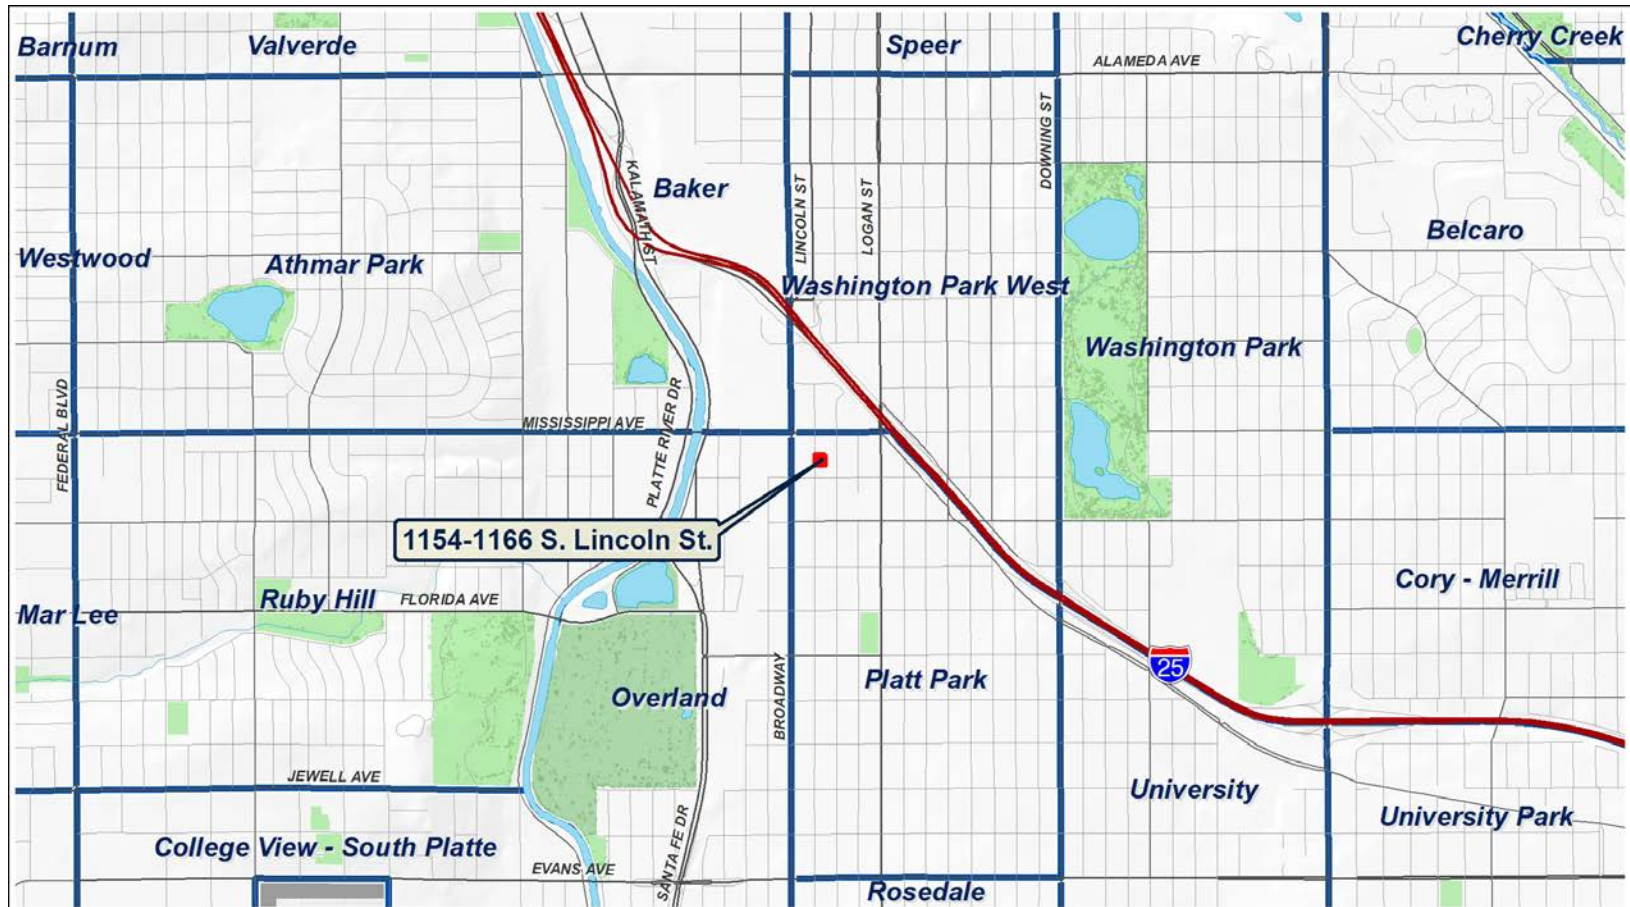 Barnum
Valverde
Speer
Cherry Creek
ALAMEDA AVE
DOWNING ST
KALAMATH ST
Baker
LINCOLN ST
LOGAN ST
Westwood
Athmar Park
Belcaro
Washington Park West
Washington Park
FEDERAL BLVD
MISSISSIPPI AVE
PLATTE RIVER DR
1154-1166 S. Lincoln St.
Cory - Merrill
Mar Lee
Ruby Hill
FLORIDA AVE
25
Overland
BROADWAY
Platt Park
JEWELL AVE
University
University Park
College View - South Platte
EVANS AVE
SANTA FE DR
Rosedale